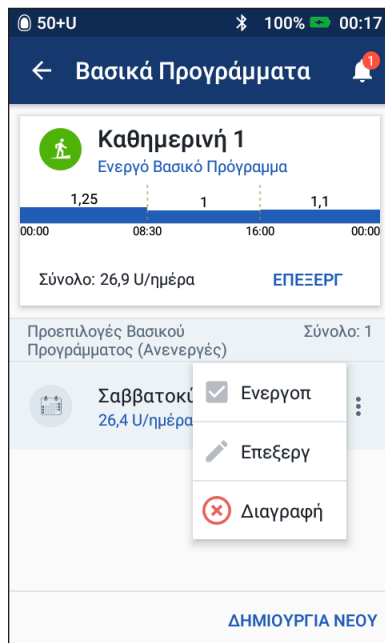 50+U 100% 00:17
Βασικά Προγράμματα 1
Καθημερινή 1
Ενεργό Βασικό Πρόγραμμα
1,25 1 1,1
00:00 08:30 16:00 00:00
Σύνολο: 26,9 U/ημέρα ΕΠΕΞΕΡΓ
Προεπιλογές Βασικού Σύνολο: 1
Προγράμματος (Ανενεργές)
Ενεργοπ
26,4 U/ημέρα
Επεξεργ
Διαγραφή
ΔΗΜΙΟΥΡΓΙΑ ΝΕΟΥ